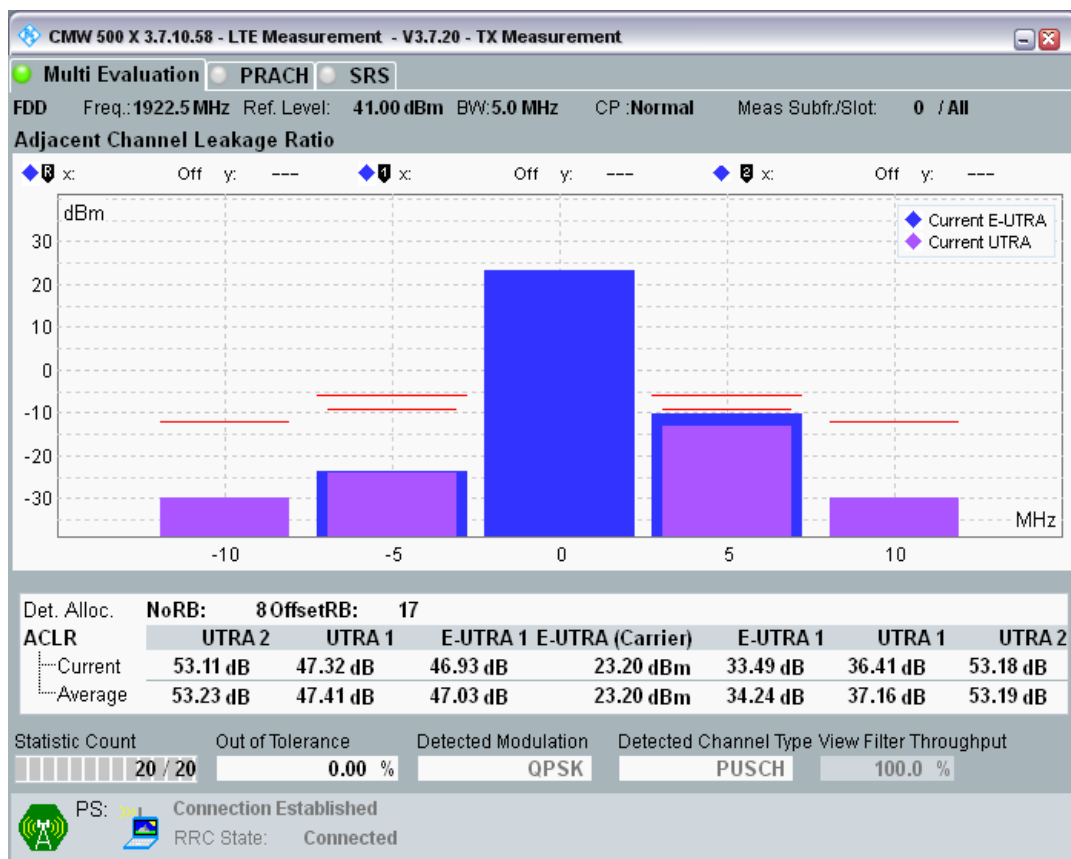 CMW 500 X 3.7.10.58 - LTE Measurement - V3.7.20 - TX Measurement
Multi Evaluation PRACH SRS
FDD Freq.: 1922.5 MHz Ref. Level: 41.00 dBm BW: 5.0 MHz CP : Normal Meas Subfr./Slot: 0 / All
Adjacent Channel Leakage Ratio
R x: Off y: --- 1 x: Off y: --- 2 x: Off y: ---
dBm
Current E-UTRA
Current UTRA
30
20
10
0
-10
-20
-30
MHz
-10 -5 0 5 10
Det. Alloc. NoRB: 8 OffsetRB: 17
ACLR UTRA 2 UTRA 1 E-UTRA 1 E-UTRA (Carrier) E-UTRA 1 UTRA 1 UTRA 2
Current 53.11 dB 47.32 dB 46.93 dB 23.20 dBm 33.49 dB 36.41 dB 53.18 dB
Average 53.23 dB 47.41 dB 47.03 dB 23.20 dBm 34.24 dB 37.16 dB 53.19 dB
Statistic Count Out of Tolerance Detected Modulation Detected Channel Type View Filter Throughput
20 / 20 0.00 % QPSK PUSCH 100.0 %
PS: Connection Established
RRC State: Connected